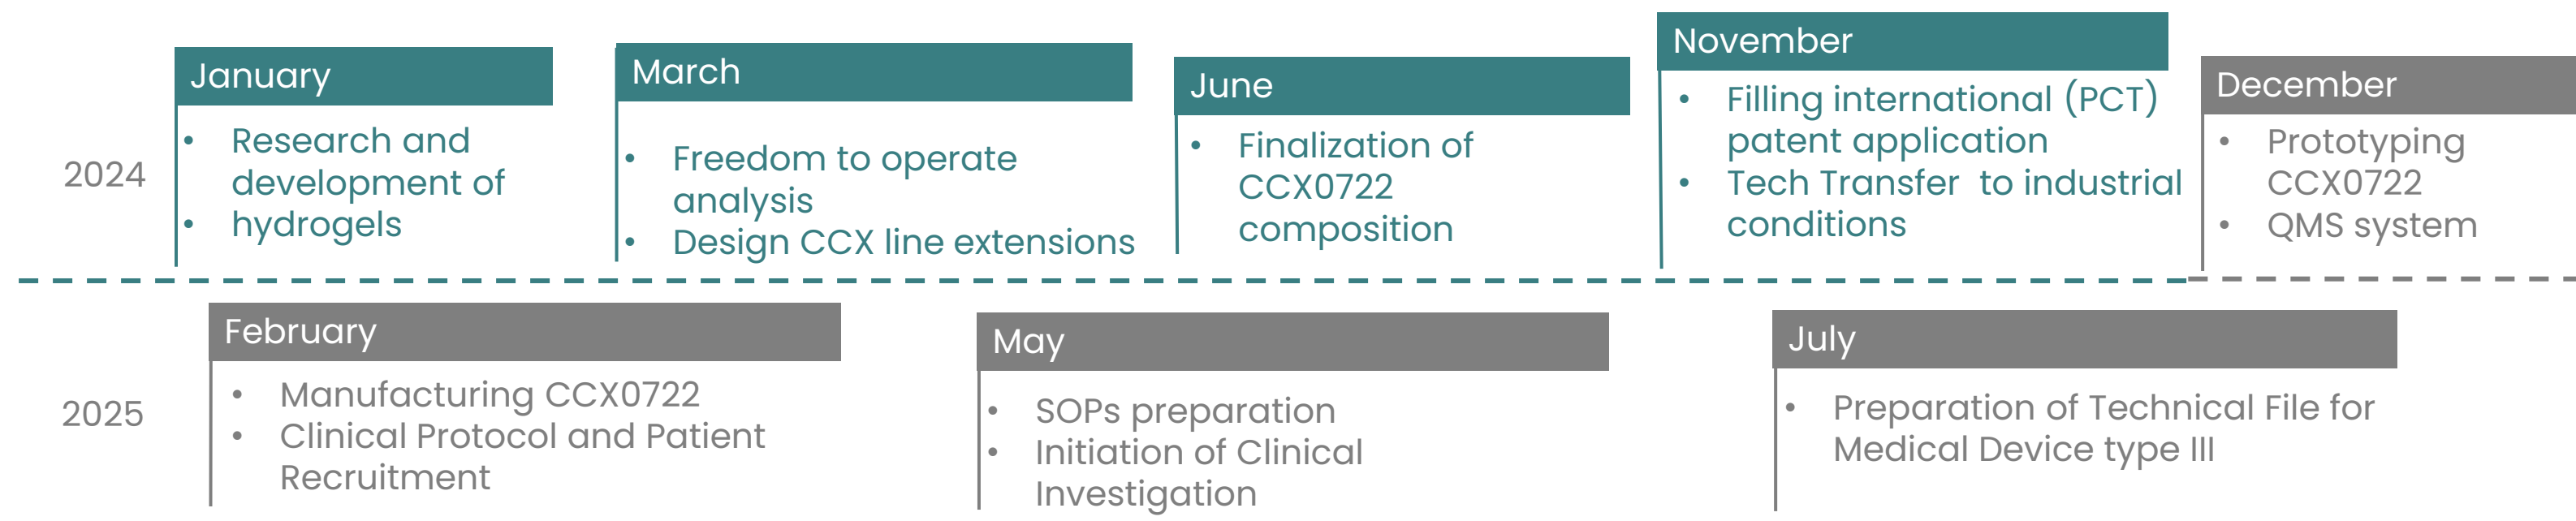 2024
January
• Research and
development of
• hydrogels
March
• Freedom to operate
analysis
• Design CCX line extensions
June
• Finalization of
CCX0722
composition
November
• Filling international (PCT)
patent application
• Tech Transfer  to industrial
conditions
December
• Prototyping
CCX0722
• QMS system
2025
February
• Manufacturing CCX0722
• Clinical Protocol and Patient
Recruitment
May
• SOPs preparation
• Initiation of Clinical
Investigation
July
• Preparation of Technical File for
Medical Device type III